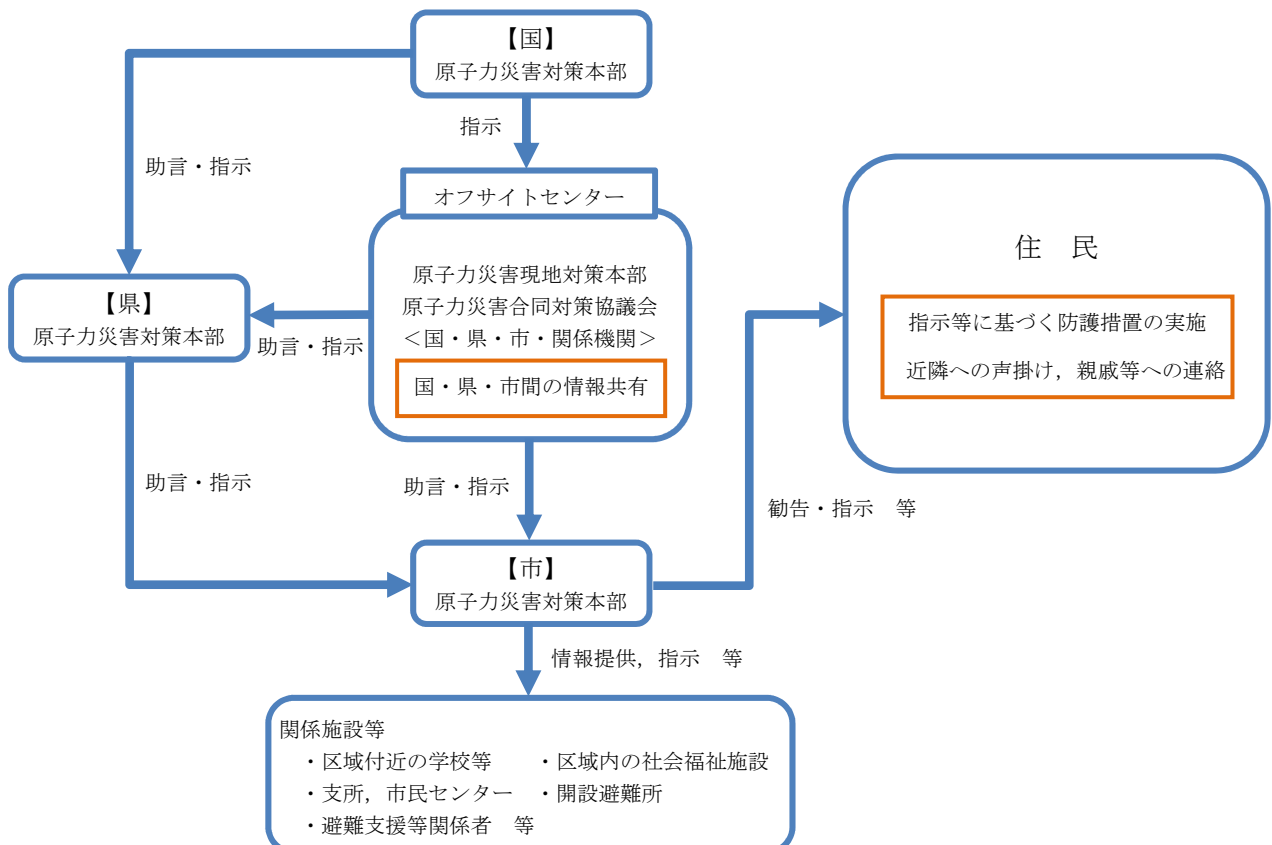 【国】
原子力災害対策本部
指示
助言・指示
オフサイトセンター
原子力災害現地対策本部
原子力災害合同対策協議会
<国・県・市・関係機関>
国・県・市間の情報共有
【県】
原子力災害対策本部
助言・指示
住　民
指示等に基づく防護措置の実施
近隣への声掛け，親戚等への連絡
助言・指示
助言・指示
勧告・指示　等
【市】
原子力災害対策本部
情報提供，指示　等
関係施設等
・区域付近の学校等　・区域内の社会福祉施設
・支所，市民センター　・開設避難所
・避難支援等関係者　等